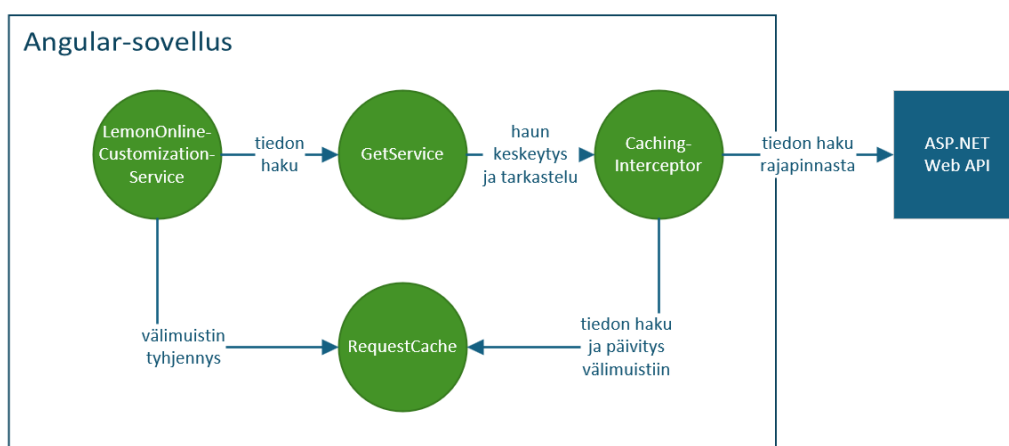 Angular-sovellus
LemonOnline-
Customization-
Service
tiedon
haku
GetService
haun
keskeytys
ja tarkastelu
Caching-
Interceptor
tiedon haku
rajapinnasta
ASP.NET
Web API
välimuistin
tyhjennys
RequestCache
tiedon haku
ja päivitys
välimuistiin